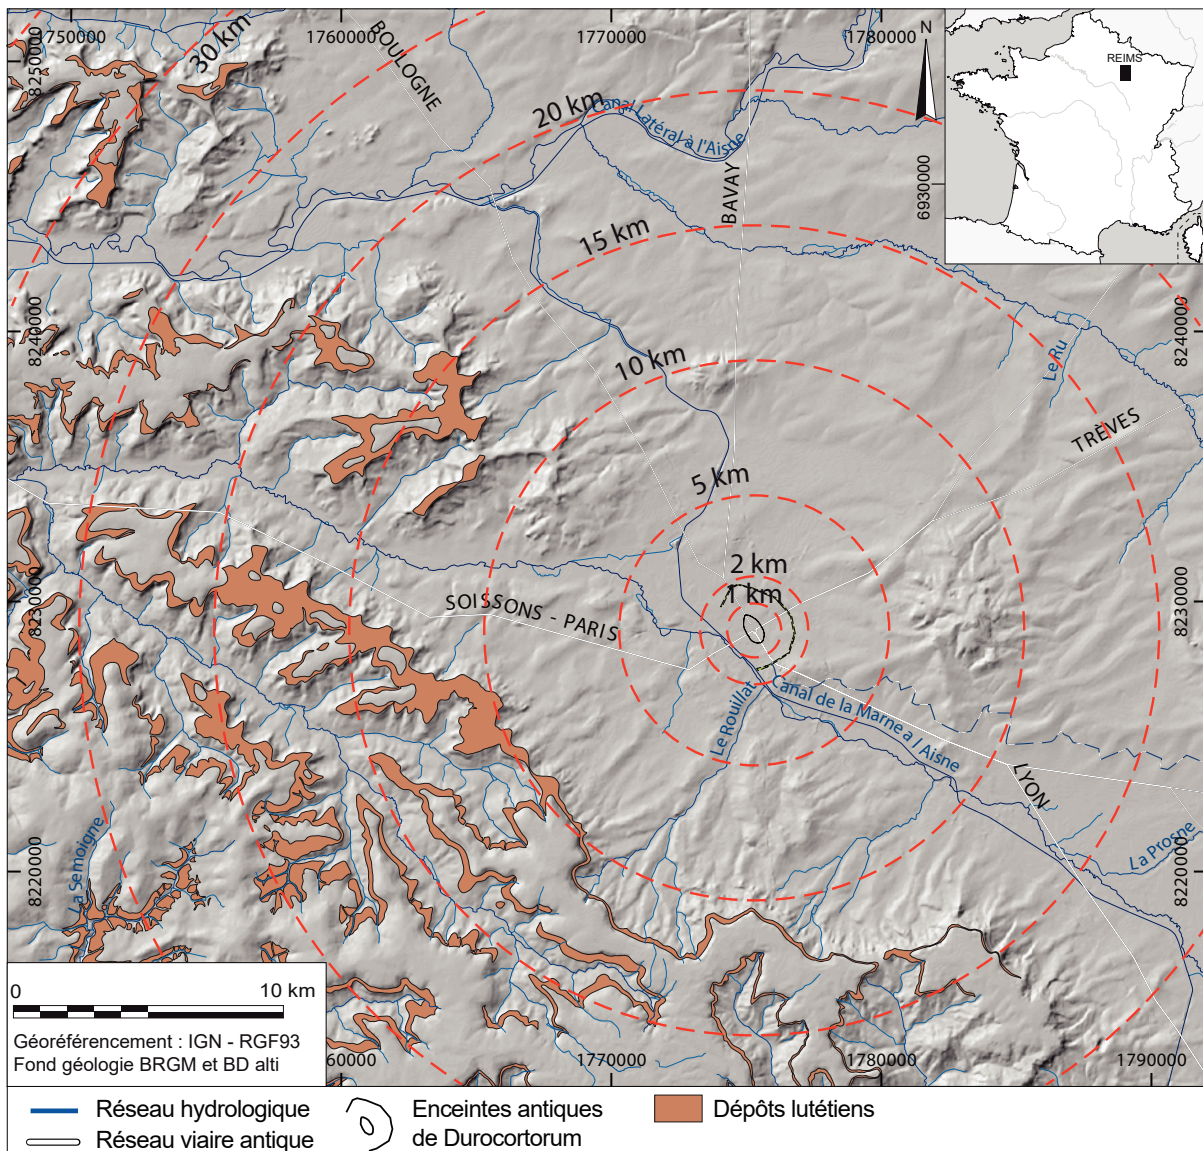 1750000
1760000
1770000
1780000
N
REIMS
8250000
30 km
BOULOGNE
20 km
Canal Latéral à l'Aisne
BAVAY
6930000
15 km
8240000
8240000
10 km
Le Ru
TRÈVES
5 km
2 km
1 km
8230000
8230000
SOISSONS - PARIS
Le Rouillat
Canal de la Marne a l'Aisne
LYON
La Prosne
La Semoigne
8220000
8220000
0
10 km
Géoréférencement : IGN - RGF93
Fond géologie BRGM et BD alti
60000
1770000
1780000
1790000
Réseau hydrologique
Réseau viaire antique
Enceintes antiques
de Durocortorum
Dépôts lutétiens